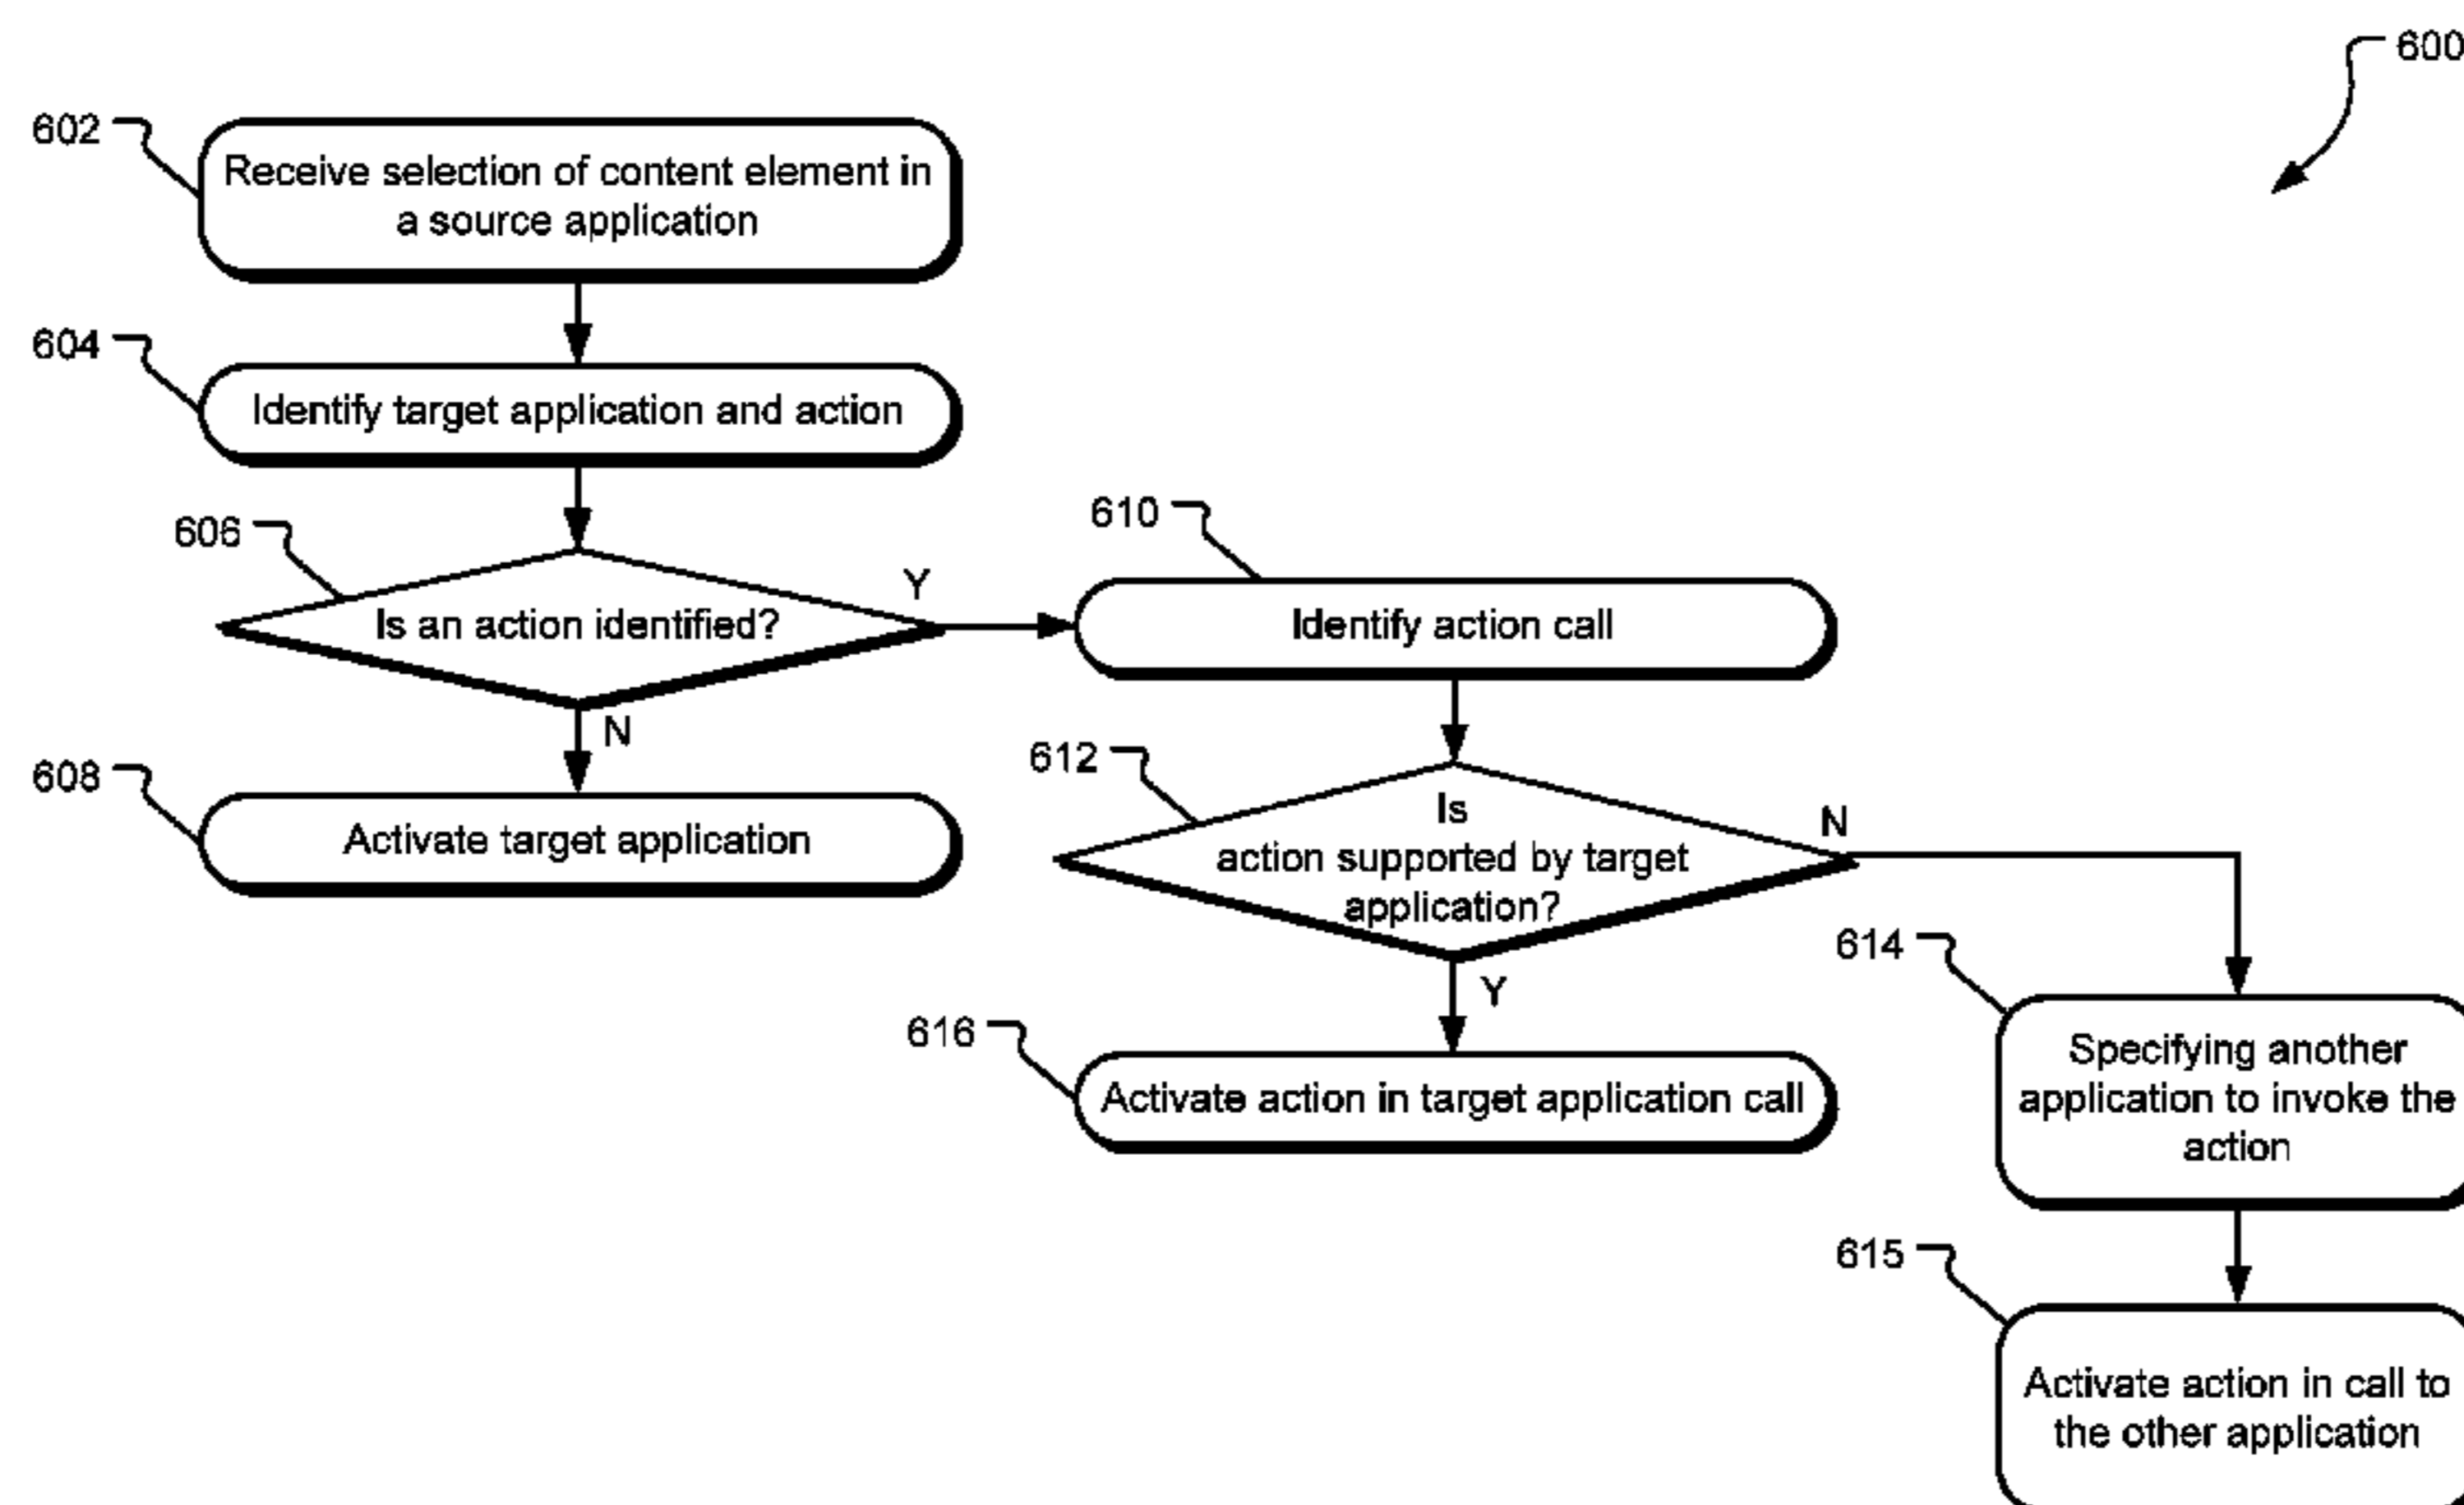 600
602
Receive selection of content element in
a source application
604
Identify target application and action
606
Is an action identified?
Y
N
608
Activate target application
610
Identify action call
612
Is
action supported by target
application?
N
Y
614
Specifying another
application to invoke the
action
616
Activate action in target application call
615
Activate action in call to
the other application